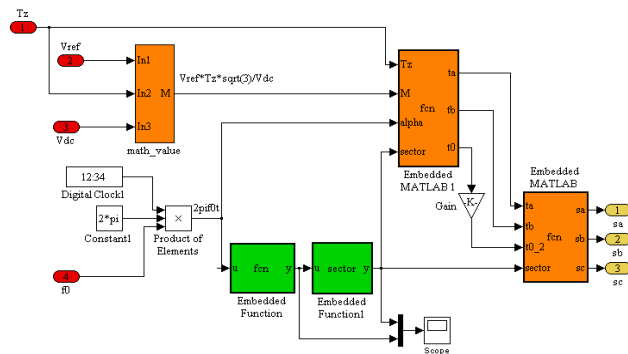 Tz
1
Vref
2
In1
Vref*Tz*sqrt(3)/Vdc
In2
M
Vdc
3
In3
math_value
Tz
ta
M
tb
fcn
alpha
t0
sector
Embedded
MATLAB 1
12:34
Digital Clock1
2*pi
Constant1
×
2pif0t
Product of
Elements
4
f0
Gain
-K-
Embedded
MATLAB
ta
sa
1
sa
tb
sb
2
sb
fcn
t0_2
sector
sc
3
sc
u
fcn
y
Embedded
Function
u
sector
y
Embedded
Function1
Scope